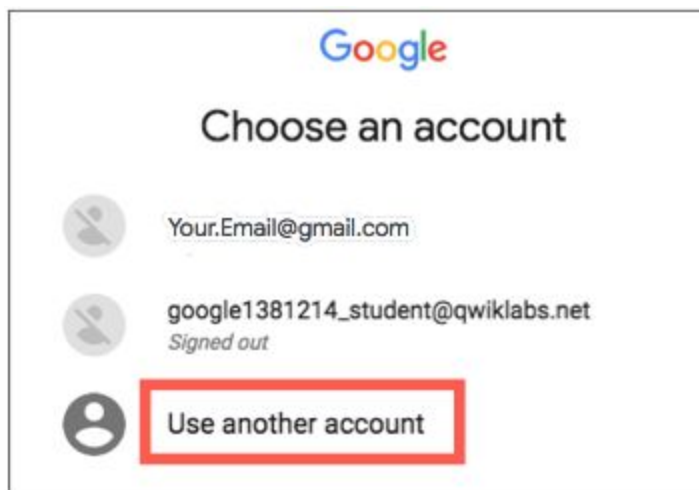 Google
Choose an account
Your.Email@gmail.com
google1381214_student@qwiklabs.net
Signed out
Use another account